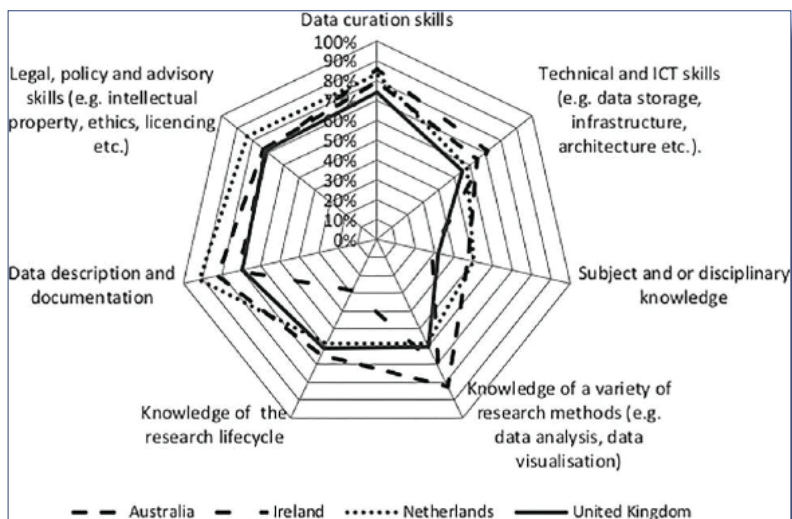 Data curation skills
100%
90%
80%
70%
60%
50%
40%
30%
20%
10%
0%
Technical and ICT skills
(e.g. data storage,
infrastructure,
architecture etc.).
Subject and or disciplinary
knowledge
Knowledge of a variety of
research methods (e.g.
data analysis, data
visualisation)
Knowledge of the
research lifecycle
Data description and
documentation
Legal, policy and advisory
skills (e.g. intellectual
property, ethics, licencing
etc.)
Australia Ireland Netherlands United Kingdom